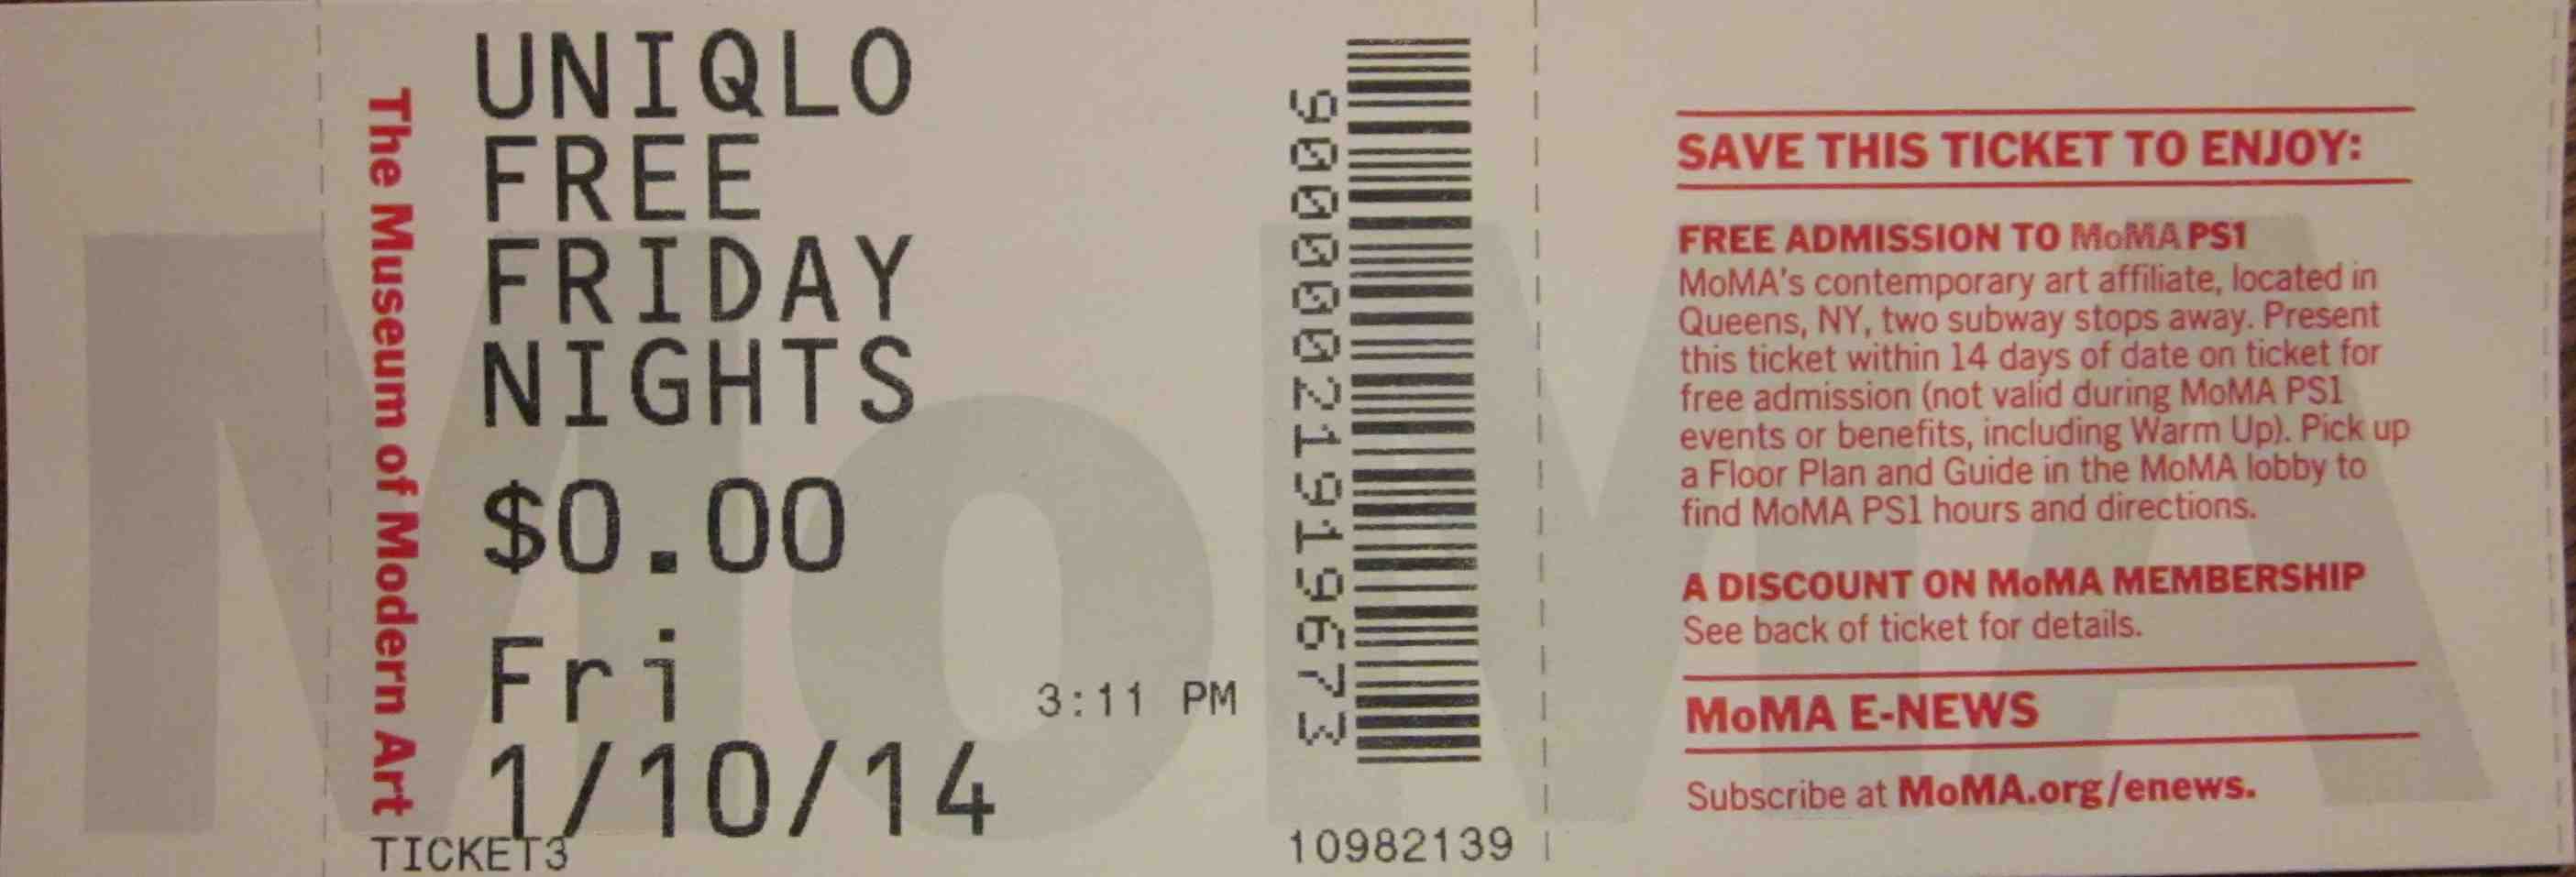 The Museum of Modern Art
UNIQLO
FREE
FRIDAY
NIGHTS
$0.00
Fri
3:11 PM
1/10/14
TICKET3
90000021919673
10982139
SAVE THIS TICKET TO ENJOY:
FREE ADMISSION TO MoMA PS1
MoMA's contemporary art affiliate, located in
Queens, NY, two subway stops away. Present
this ticket within 14 days of date on ticket for
free admission (not valid during MoMA PS1
events or benefits, including Warm Up). Pick up
a Floor Plan and Guide in the MoMA lobby to
find MoMA PS1 hours and directions.
A DISCOUNT ON MoMA MEMBERSHIP
See back of ticket for details.
MoMA E-NEWS
Subscribe at MoMA.org/enews.
MoMA